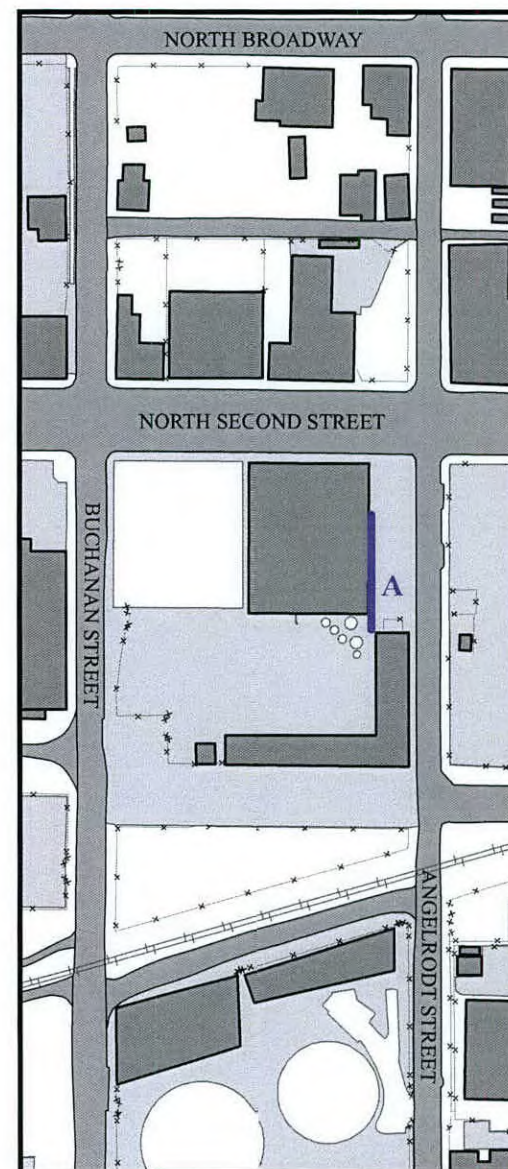 NORTH BROADWAY
NORTH SECOND STREET
BUCHANAN STREET
A
ANGELRODT STREET